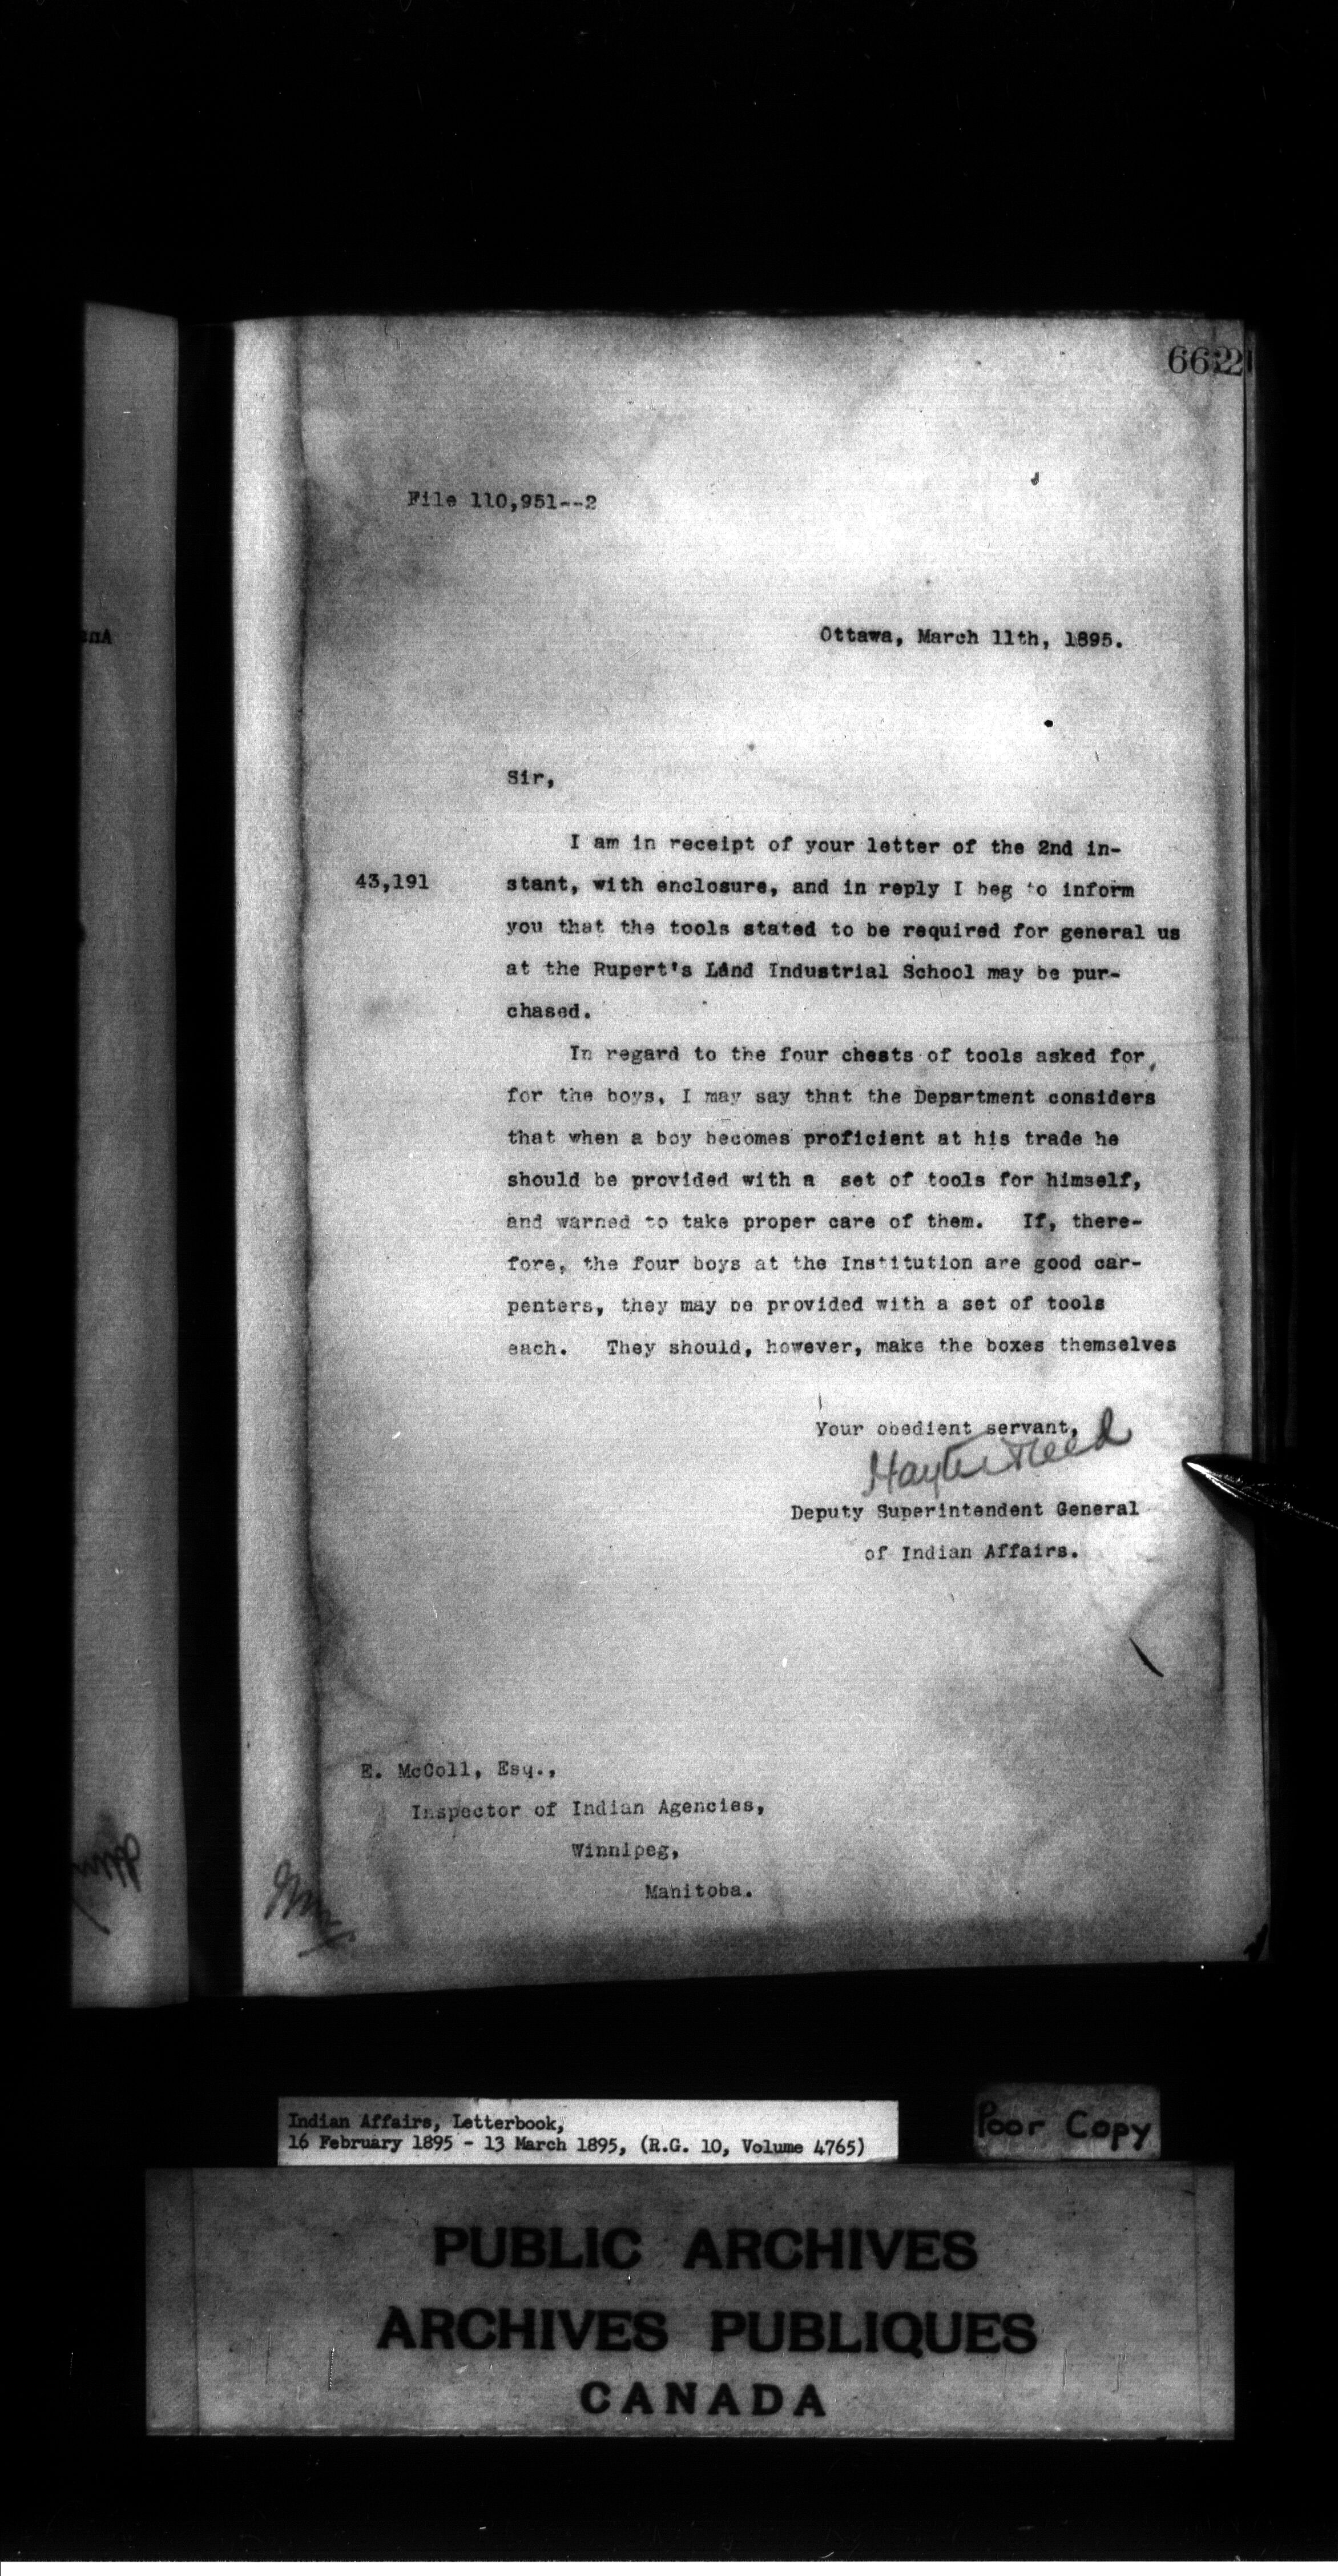 662
File 110,951--2
Ottawa, March 11th, 1895.
Sir,
I am in receipt of your letter of the 2nd in-
43,191
stant, with enclosure, and in reply I beg to inform
you that the tools stated to be required for general us
at the Rupert's Land Industrial School may be pur-
chased.
In regard to the four chests of tools asked for,
for the boys, I may say that the Department considers
that when a boy becomes proficient at his trade he
should be provided with a set of tools for himself,
and warned to take proper care of them. If, there-
fore, the four boys at the Institution are good car-
penters, they may be provided with a set of tools
each. They should, however, make the boxes themselves
Your obedient servant,
Hayter Reed
Deputy Superintendent General
of Indian Affairs.
E. McColl, Esq.,
Inspector of Indian Agencies,
Winnipeg,
Manitoba.
Indian Affairs, Letterbook,
16 February 1895 - 13 March 1895, (R.G. 10, Volume 4765)
Poor Copy
PUBLIC ARCHIVES
ARCHIVES PUBLIQUES
CANADA